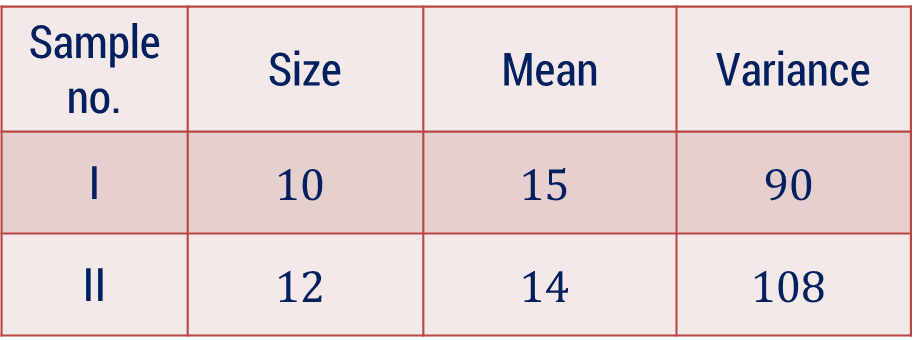 Sample no. Size Mean Variance
I 10 15 90
II 12 14 108